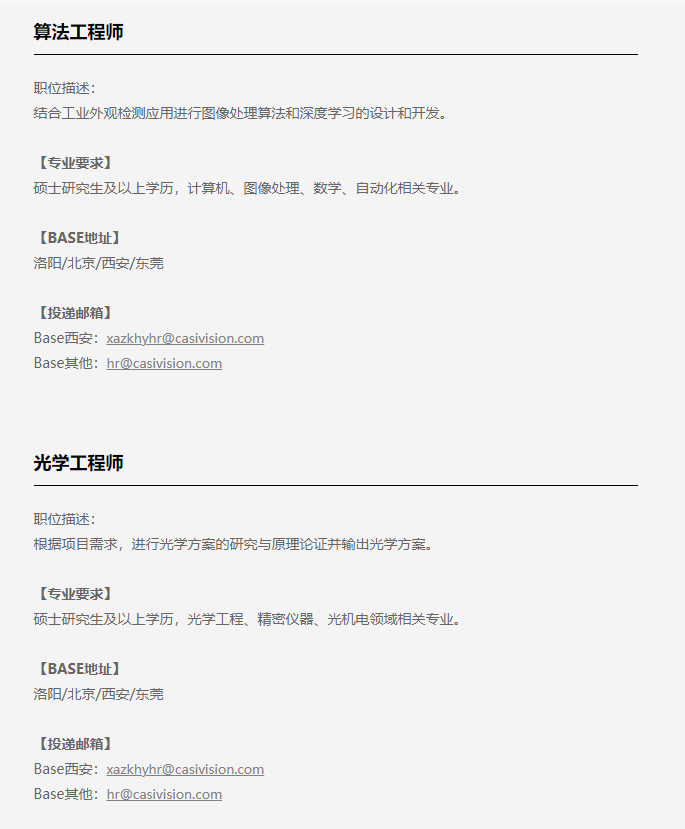 算法工程师
职位描述：
结合工业外观检测应用进行图像处理算法和深度学习的设计和开发。
【专业要求】
硕士研究生及以上学历，计算机、图像处理、数学、自动化相关专业。
【BASE地址】
洛阳/北京/西安/东莞
【投递邮箱】
Base西安：xazkhyhr@casivision.com
Base其他：hr@casivision.com
光学工程师
职位描述：
根据项目需求，进行光学方案的研究与原理论证并输出光学方案。
【专业要求】
硕士研究生及以上学历，光学工程、精密仪器、光机电领域相关专业。
【BASE地址】
洛阳/北京/西安/东莞
【投递邮箱】
Base西安：xazkhyhr@casivision.com
Base其他：hr@casivision.com